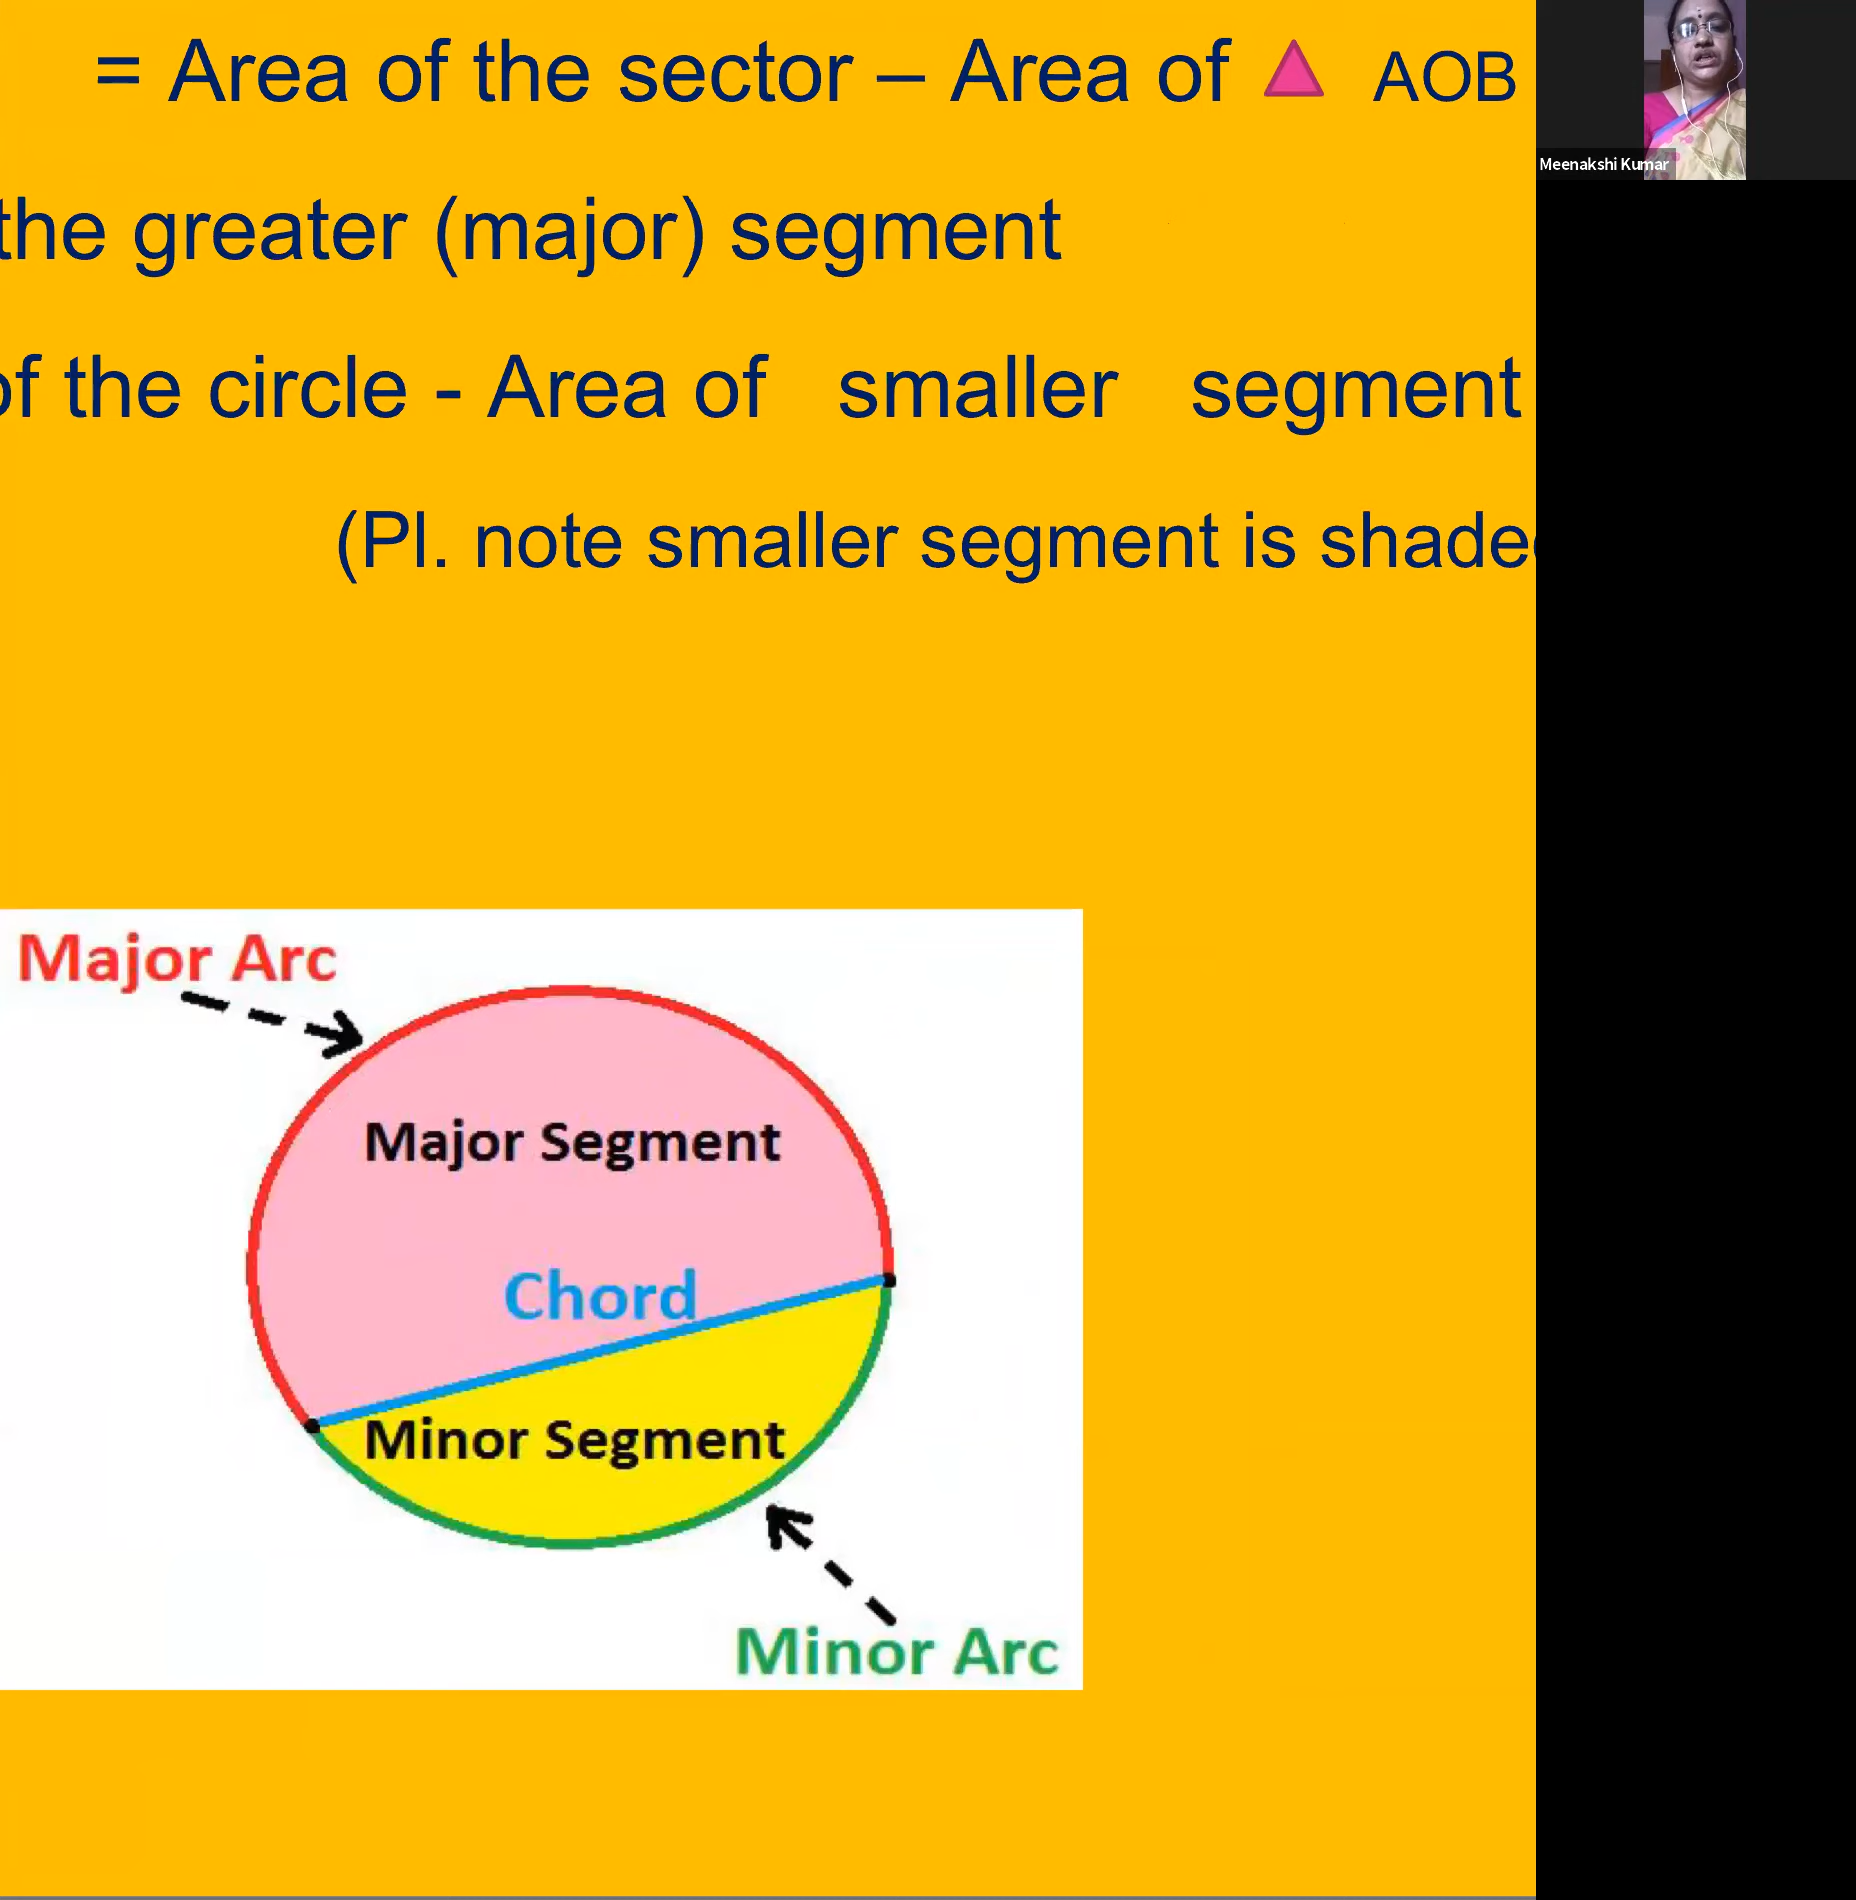 = Area of the sector – Area of AOB
Meenakshi Kumar
the greater (major) segment
of the circle - Area of smaller segment
(Pl. note smaller segment is shaded
Major Arc
Major Segment
Chord
Minor Segment
Minor Arc